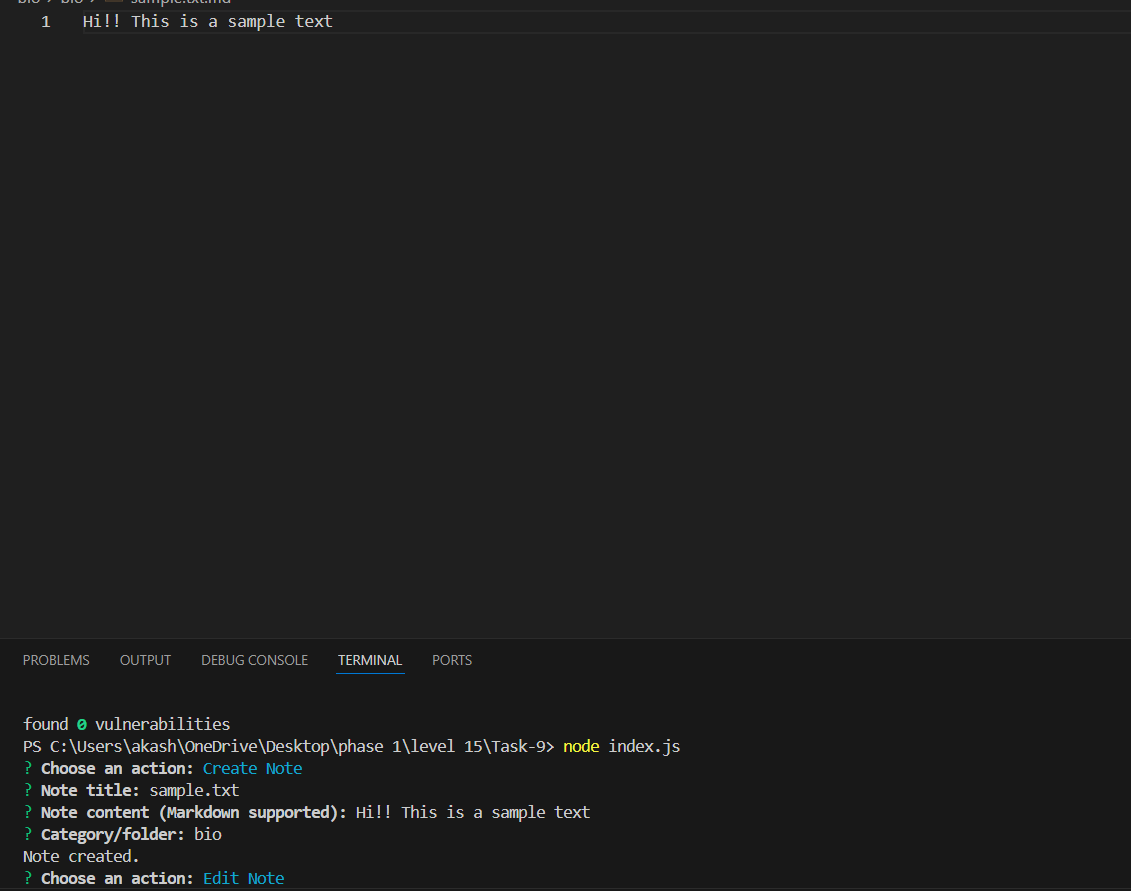 bio › bio › sample.txt.md
1 Hi!! This is a sample text
PROBLEMS OUTPUT DEBUG CONSOLE TERMINAL PORTS
found 0 vulnerabilities
PS C:\Users\akash\OneDrive\Desktop\phase 1\level 15\Task-9> node index.js
? Choose an action: Create Note
? Note title: sample.txt
? Note content (Markdown supported): Hi!! This is a sample text
? Category/folder: bio
Note created.
? Choose an action: Edit Note